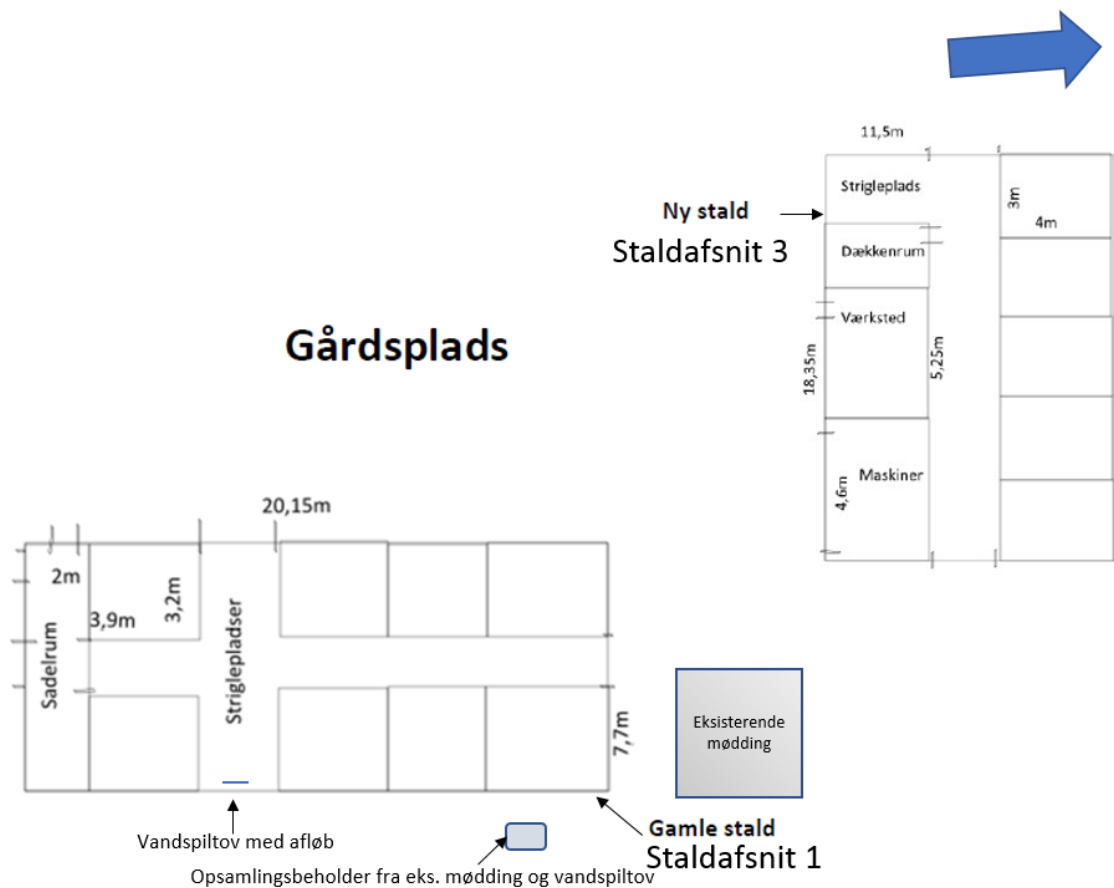 11,5m
Strigleplads
Ny stald
3m
4m
Staldafsnit 3
Dækkenrum
Værksted
Gårdsplads
18,35m
5,25m
Maskiner
4,6m
20,15m
2m
3,2m
3,9m
Sadelrum
Striglepladser
7,7m
Eksisterende
mødding
Vandspiltov med afløb
Gamle stald
Staldafsnit 1
Opsamlingsbeholder fra eks. mødding og vandspiltov